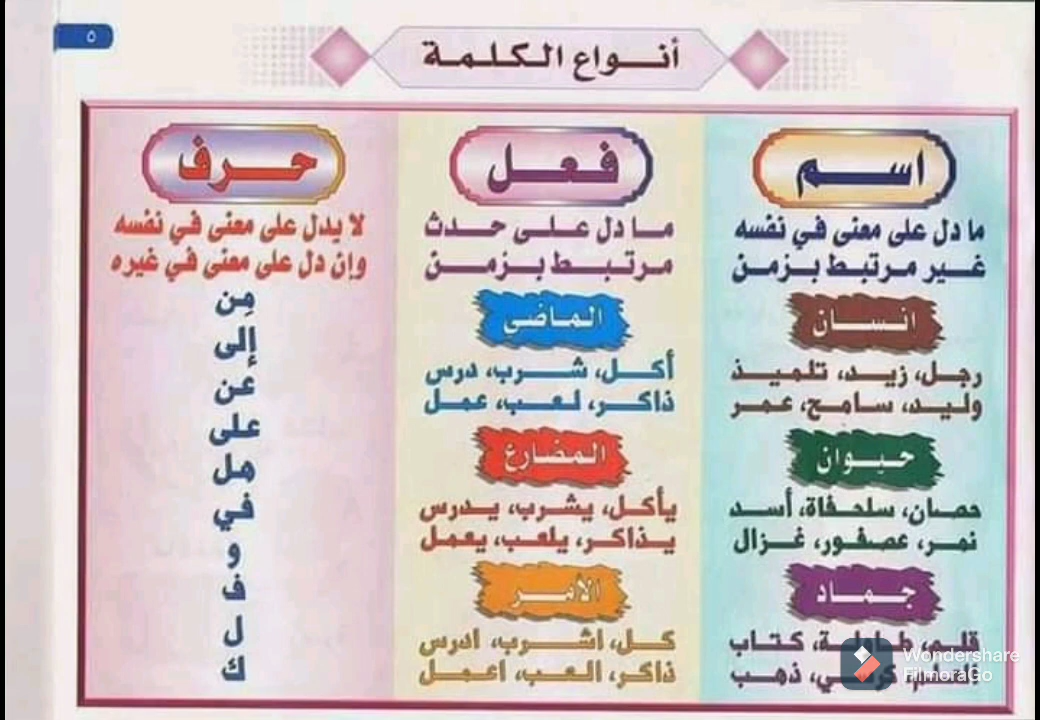 ٥
أنواع الكلمة
اسم
ما دل على معنى في نفسه
غير مرتبط بزمن
انسان
رجل، زيد، تلميذ
وليد، سامح، عمر
حيوان
حصان، سلحفاة، أسد
نمر، عصفور، غزال
جماد
قلم، طاولة، كتاب
كرسي، ذهب
فعل
ما دل على حدث
مرتبط بزمن
الماضي
أكل، شرب، درس
ذاكر، لعب، عمل
المضارع
يأكل، يشرب، يدرس
يذاكر، يلعب، يعمل
الأمر
كل، اشرب، ادرس
ذاكر، العب، اعمل
حرف
لا يدل على معنى في نفسه
وإن دل على معنى في غيره
مِن
إلى
عن
على
هل
في
و
ف
ل
ك
Wondershare
FilmoraGo